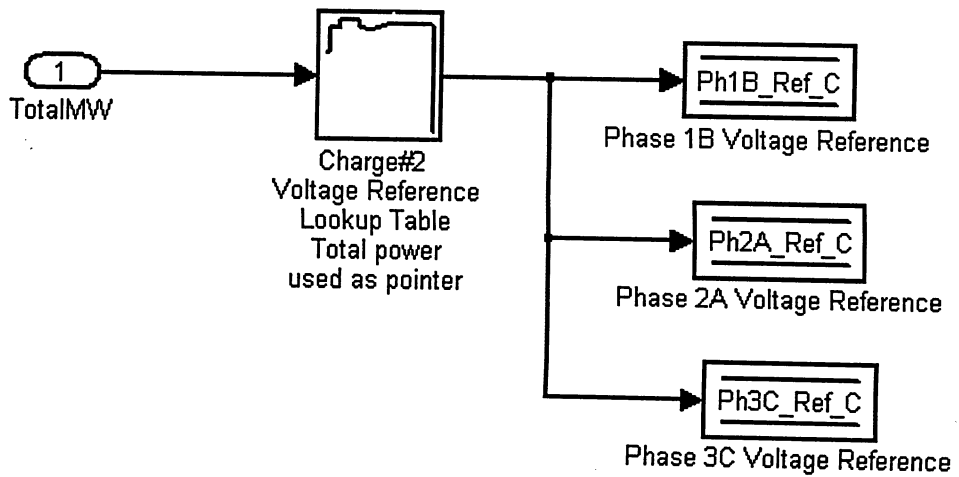 1
TotalMW
Charge#2
Voltage Reference
Lookup Table
Total power
used as pointer
Ph1B_Ref_C
Phase 1B Voltage Reference
Ph2A_Ref_C
Phase 2A Voltage Reference
Ph3C_Ref_C
Phase 3C Voltage Reference